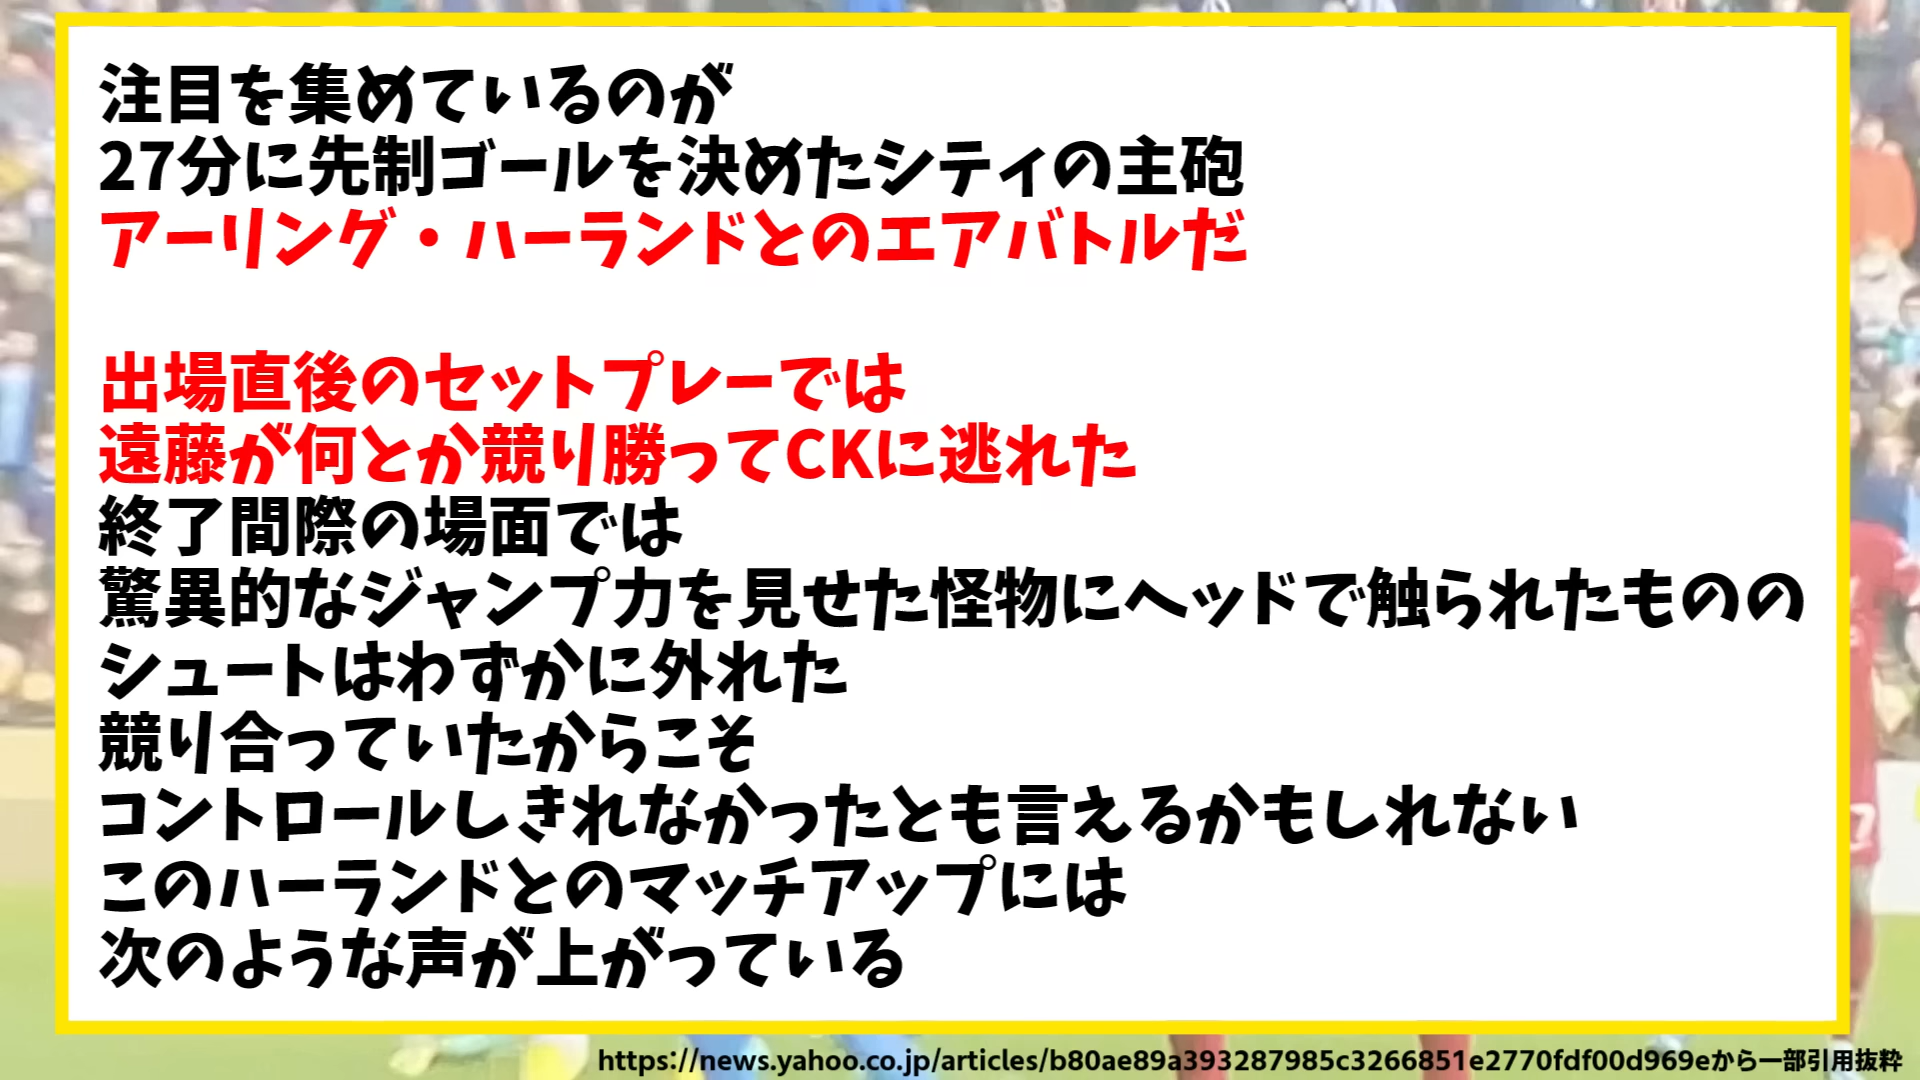 注目を集めているのが
27分に先制ゴールを決めたシティの主砲
アーリング・ハーランドとのエアバトルだ
出場直後のセットプレーでは
遠藤が何とか競り勝ってCKに逃れた
終了間際の場面では
驚異的なジャンプ力を見せた怪物にヘッドで触られたものの
シュートはわずかに外れた
競り合っていたからこそ
コントロールしきれなかったとも言えるかもしれない
このハーランドとのマッチアップには
次のような声が上がっている
7
https://news.yahoo.co.jp/articles/b80ae89a393287985c3266851e2770fdf00d969eから一部引用抜粋